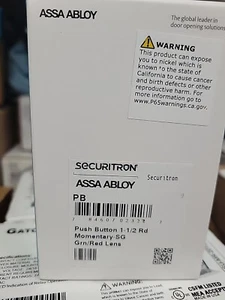 ASSA ABLOY
The global leader in
door opening solutions
WARNING
This product can expose
you to nickel which is
known to the state of
California to cause cancer
and birth defects or other
reproductive harm. For
more information go to
www.P65warnings.ca.gov.
SECURITRON
ASSA ABLOY
Securitron
PB
Push Button 1-1/2 Rd
Momentary SG
Grn/Red Lens